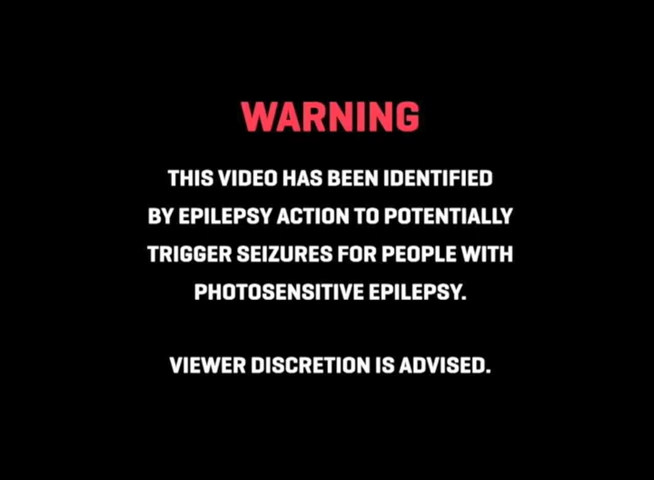 WARNING
THIS VIDEO HAS BEEN IDENTIFIED
BY EPILEPSY ACTION TO POTENTIALLY
TRIGGER SEIZURES FOR PEOPLE WITH
PHOTOSENSITIVE EPILEPSY.
VIEWER DISCRETION IS ADVISED.